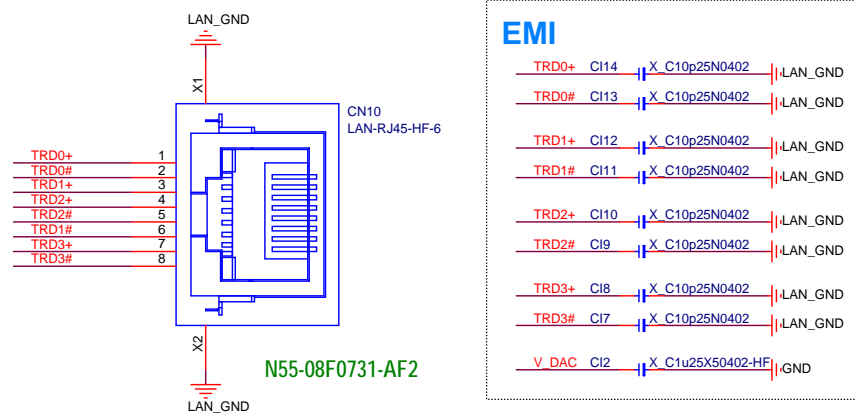 LAN_GND
X1
CN10
LAN-RJ45-HF-6
TRD0+ 1
TRD0# 2
TRD1+ 3
TRD2+ 4
TRD2# 5
TRD1# 6
TRD3+ 7
TRD3# 8
X2
N55-08F0731-AF2
LAN_GND
EMI
TRD0+ CI14 X_C10p25N0402 LAN_GND
TRD0# CI13 X_C10p25N0402 LAN_GND
TRD1+ CI12 X_C10p25N0402 LAN_GND
TRD1# CI11 X_C10p25N0402 LAN_GND
TRD2+ CI10 X_C10p25N0402 LAN_GND
TRD2# CI9 X_C10p25N0402 LAN_GND
TRD3+ CI8 X_C10p25N0402 LAN_GND
TRD3# CI7 X_C10p25N0402 LAN_GND
V_DAC CI2 X_C1u25X50402-HF GND